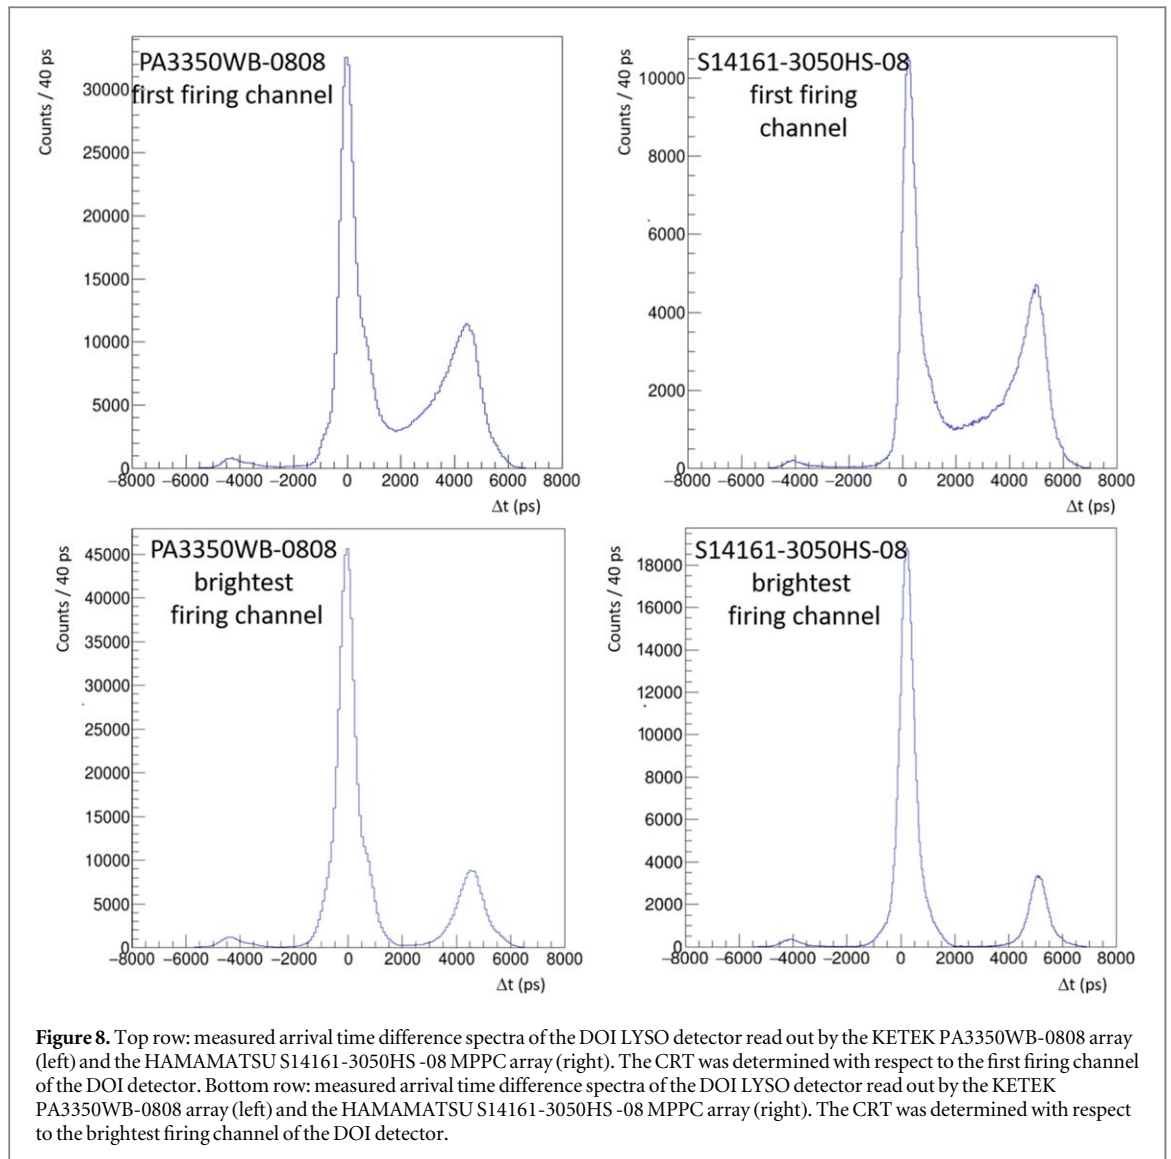 PA3350WB-0808
first firing channel
Counts / 40 ps
30000
25000
20000
15000
10000
5000
0
−8000 −6000 −4000 −2000 0 2000 4000 6000 8000
Δt (ps)
S14161-3050HS-08
first firing
channel
Counts / 40 ps
10000
8000
6000
4000
2000
0
−8000 −6000 −4000 −2000 0 2000 4000 6000 8000
Δt (ps)
PA3350WB-0808
brightest
firing channel
Counts / 40 ps
45000
40000
35000
30000
25000
20000
15000
10000
5000
0
−8000 −6000 −4000 −2000 0 2000 4000 6000 8000
Δt (ps)
S14161-3050HS-08
brightest
firing channel
Counts / 40 ps
18000
16000
14000
12000
10000
8000
6000
4000
2000
0
−8000 −6000 −4000 −2000 0 2000 4000 6000 8000
Δt (ps)
Figure 8. Top row: measured arrival time difference spectra of the DOI LYSO detector read out by the KETEK PA3350WB-0808 array
(left) and the HAMAMATSU S14161-3050HS -08 MPPC array (right). The CRT was determined with respect to the first firing channel
of the DOI detector. Bottom row: measured arrival time difference spectra of the DOI LYSO detector read out by the KETEK
PA3350WB-0808 array (left) and the HAMAMATSU S14161-3050HS -08 MPPC array (right). The CRT was determined with respect
to the brightest firing channel of the DOI detector.